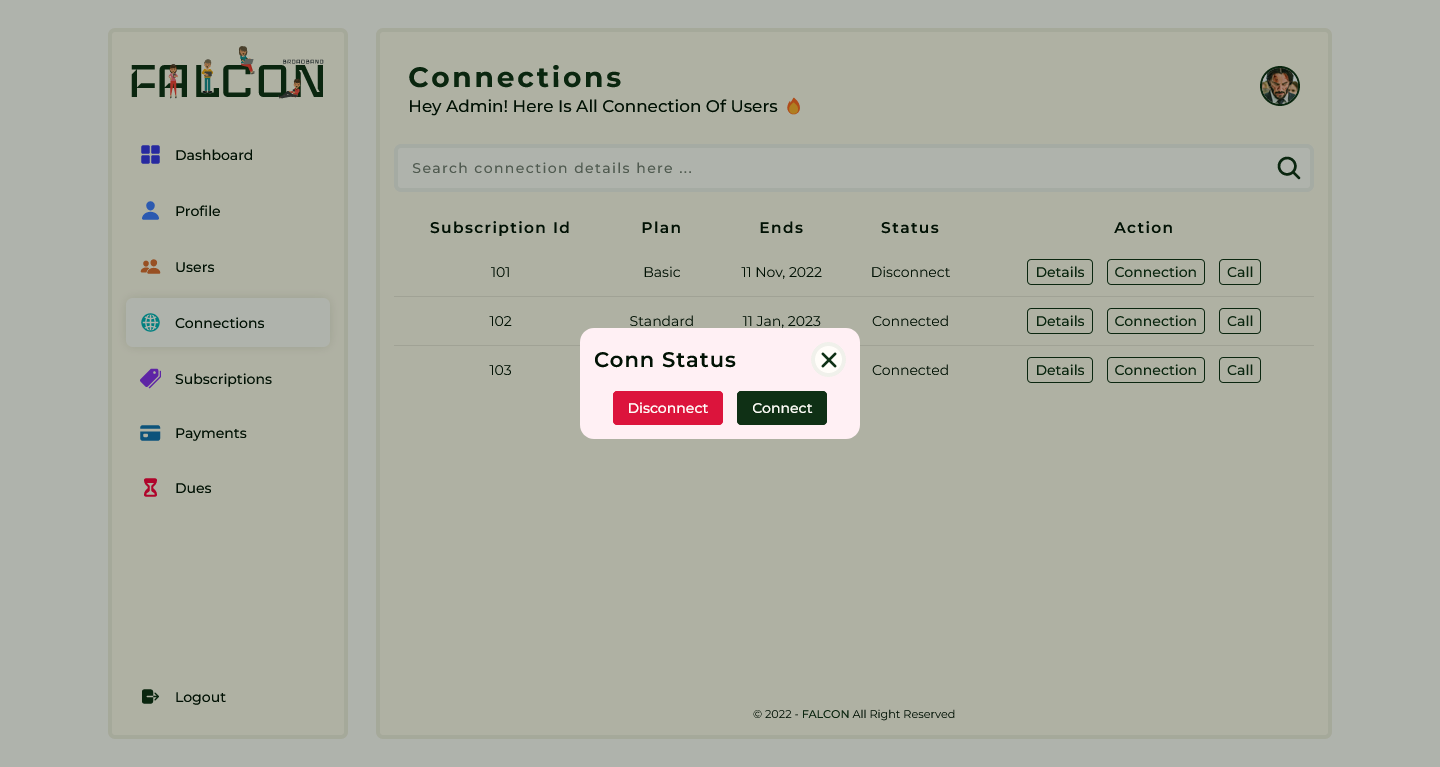 FALCON
BROADBAND
Dashboard
Profile
Users
Connections
Subscriptions
Payments
Dues
Logout
Connections
Hey Admin! Here Is All Connection Of Users
Search connection details here ...
Subscription Id Plan Ends Status Action
101 Basic 11 Nov, 2022 Disconnect Details Connection Call
102 Standard 11 Jan, 2023 Connected Details Connection Call
103 Connected Details Connection Call
Conn Status
Disconnect Connect
© 2022 - FALCON All Right Reserved